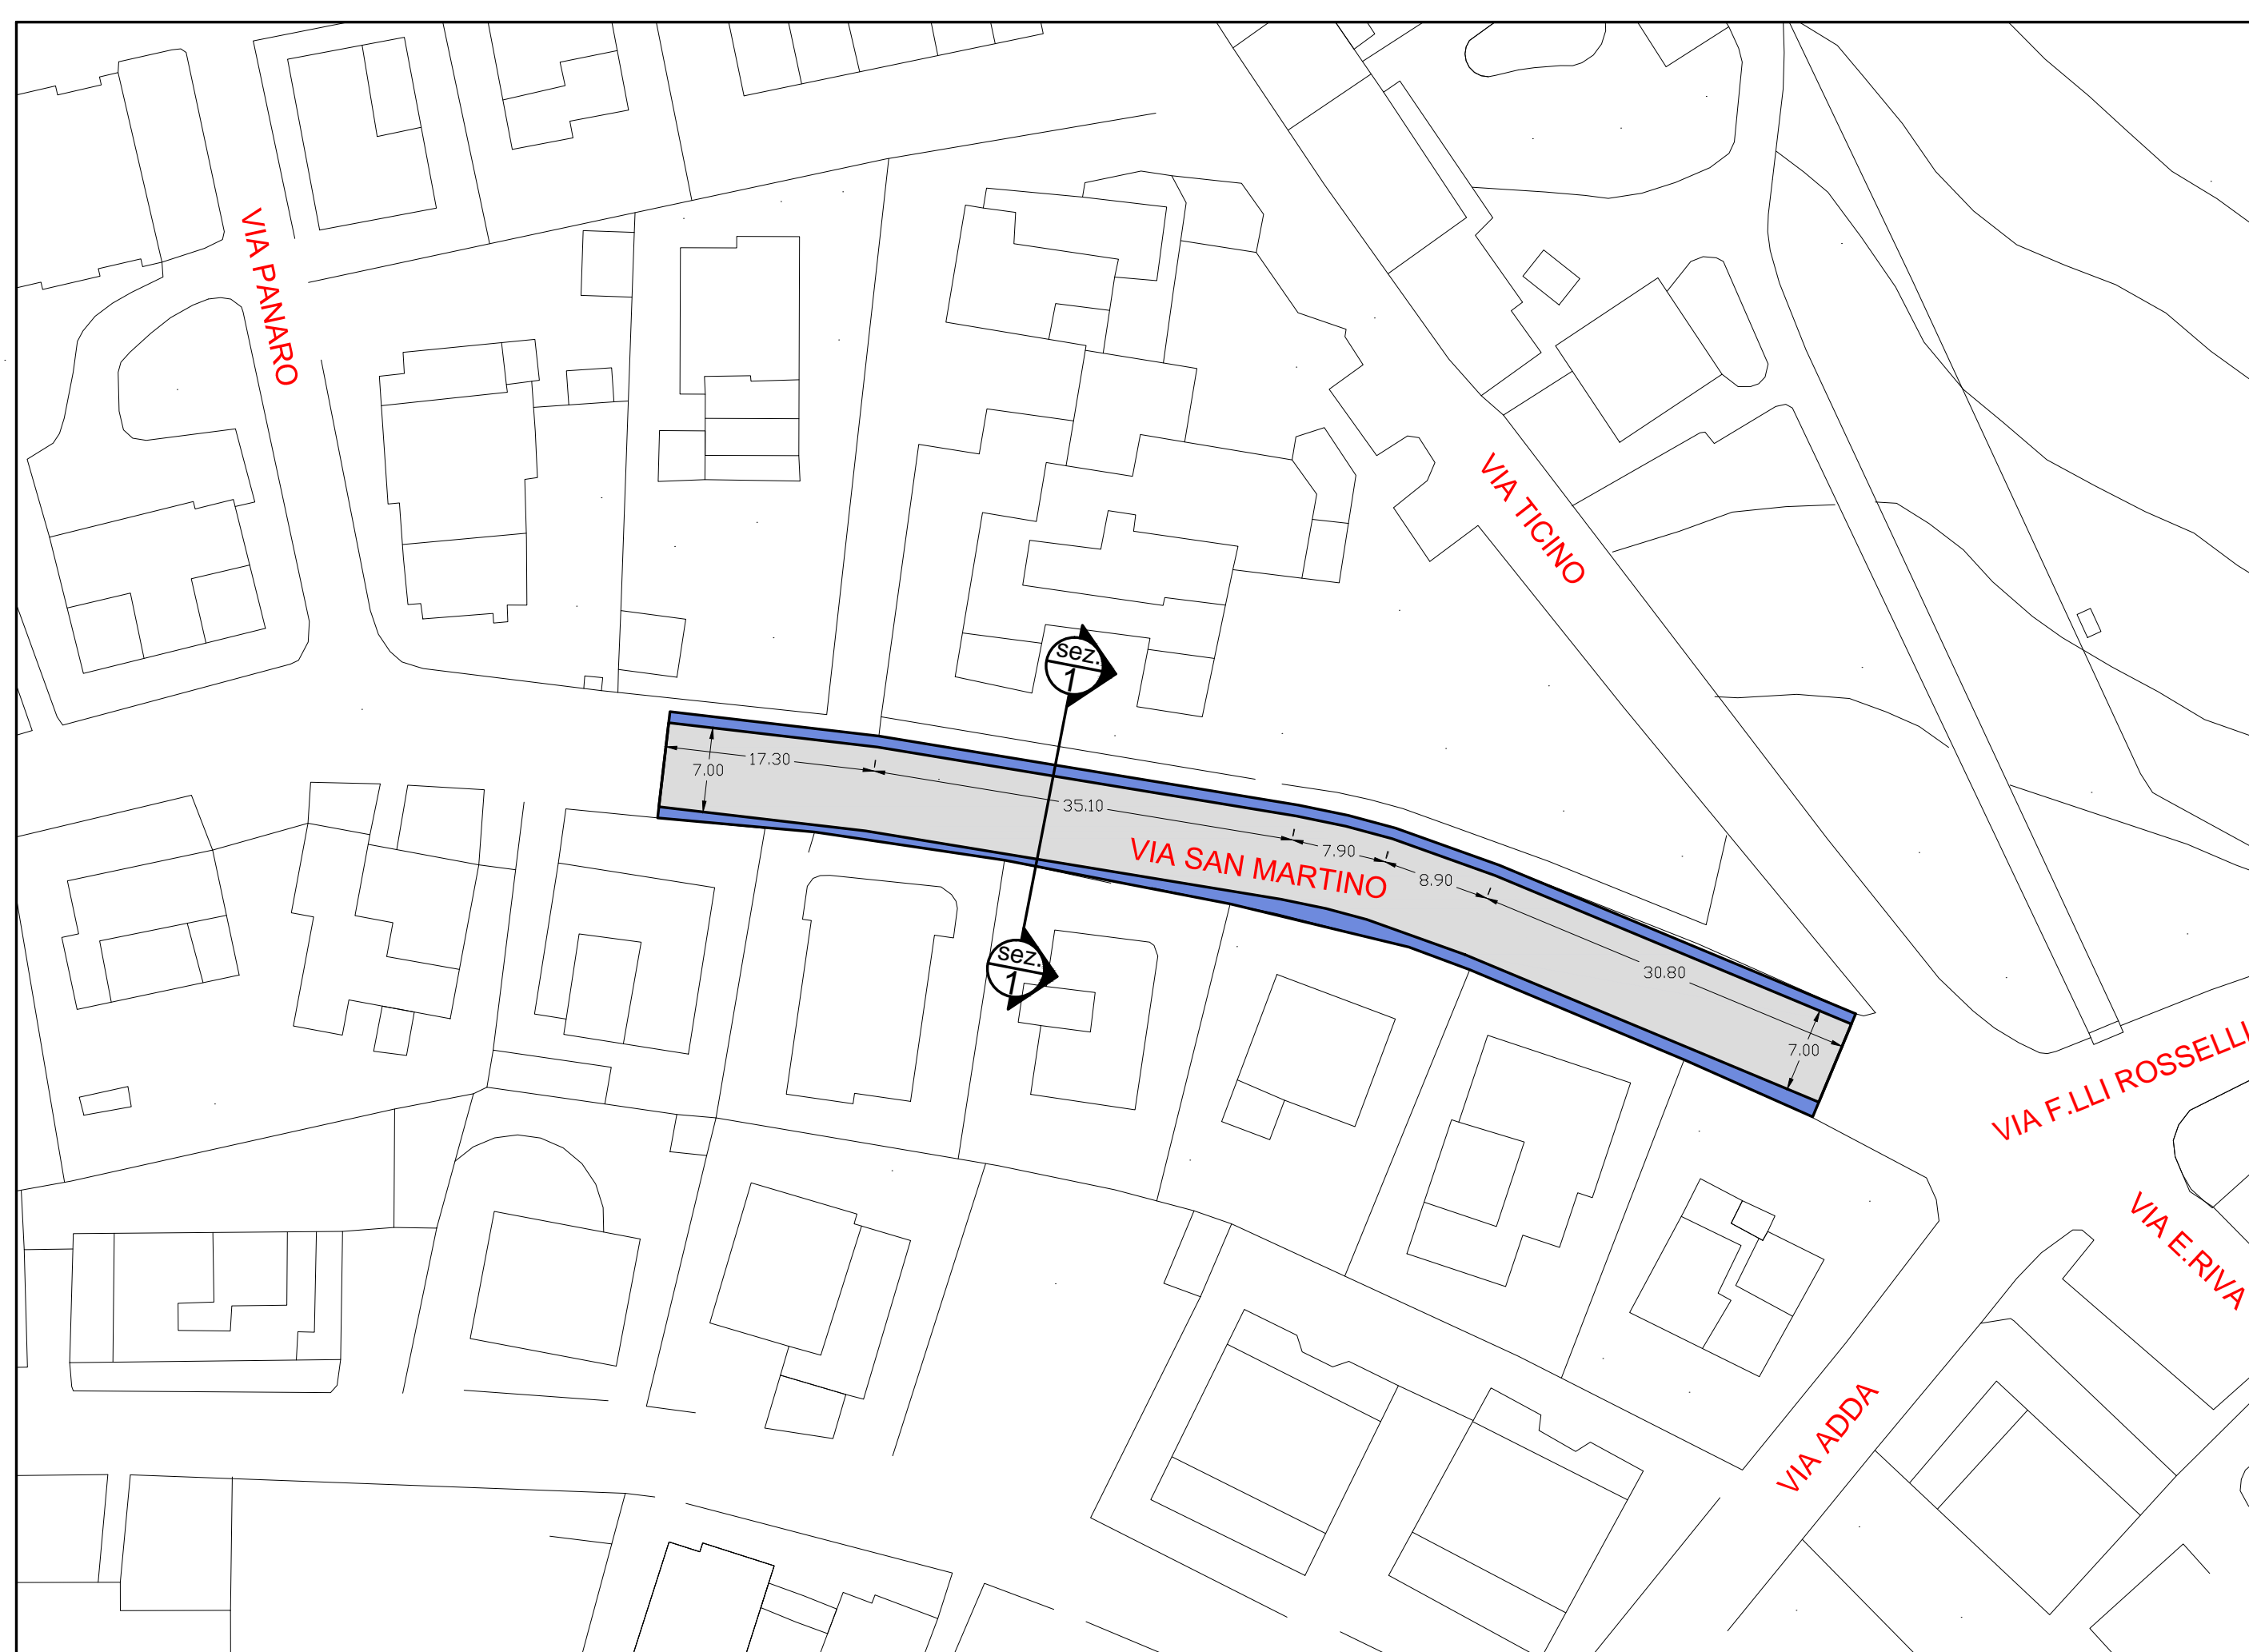 VIA PANARO
VIA TICINO
sez.
1
17.30
7.00
35.10
7.90
8.90
VIA SAN MARTINO
30.80
7.00
sez.
1
VIA F.LLI ROSSELLI
VIA E.RIVA
VIA ADDA